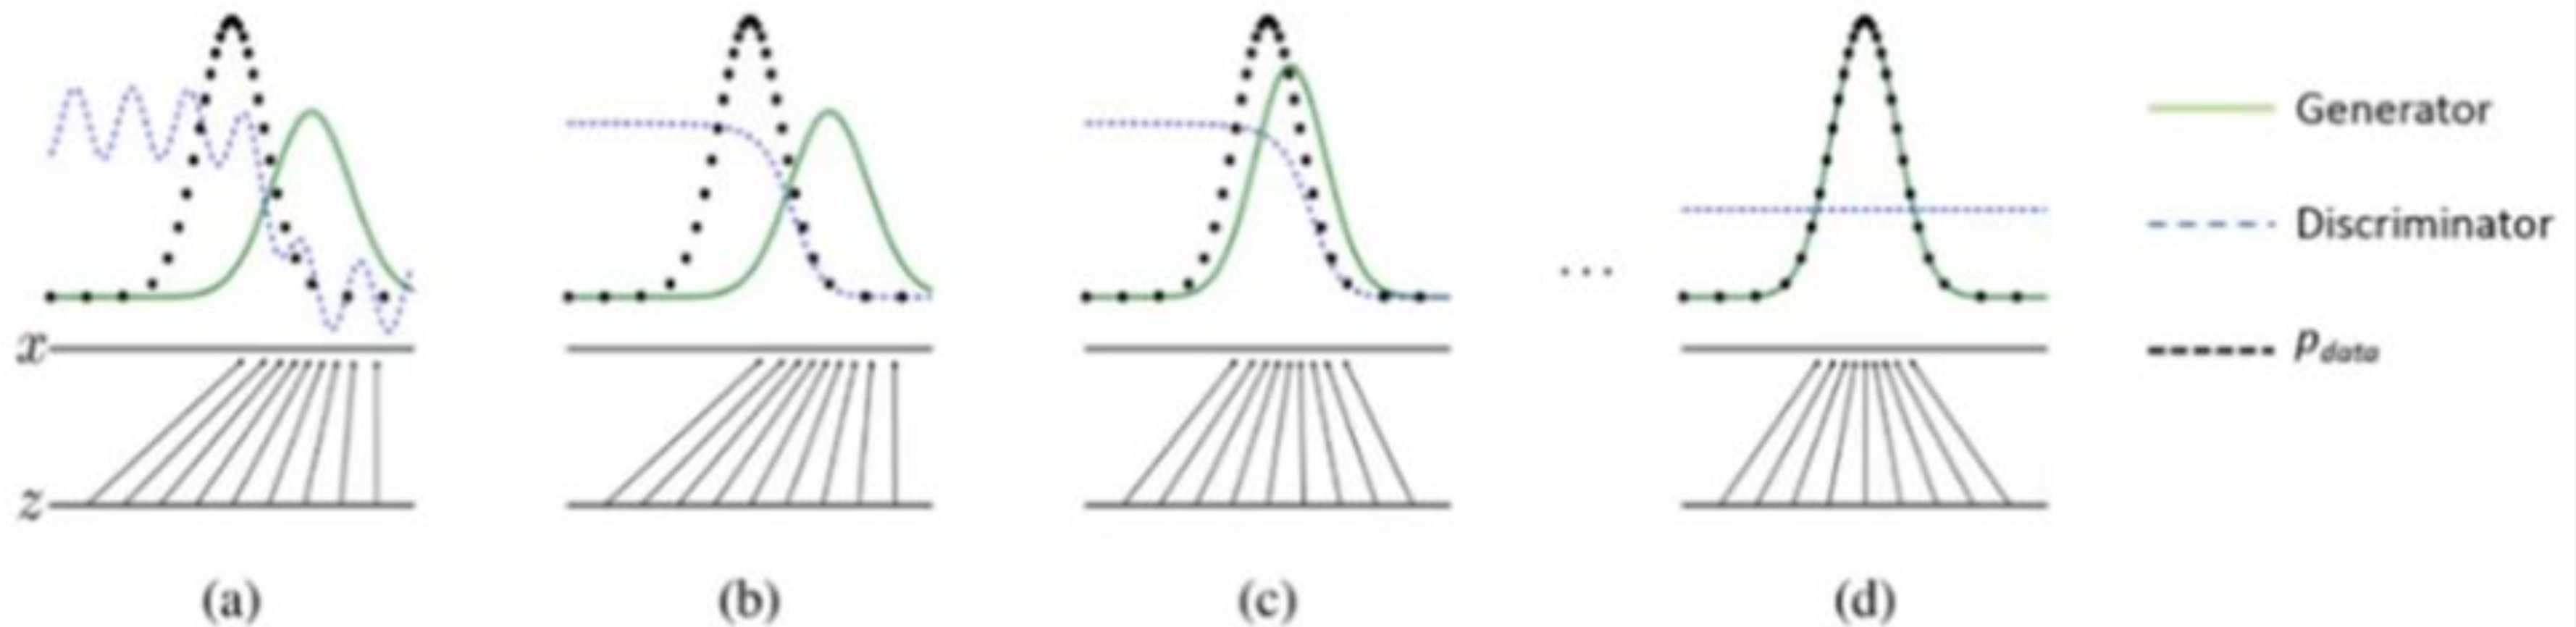 Generator
Discriminator
p_data
x
z
...
(a) (b) (c) (d)